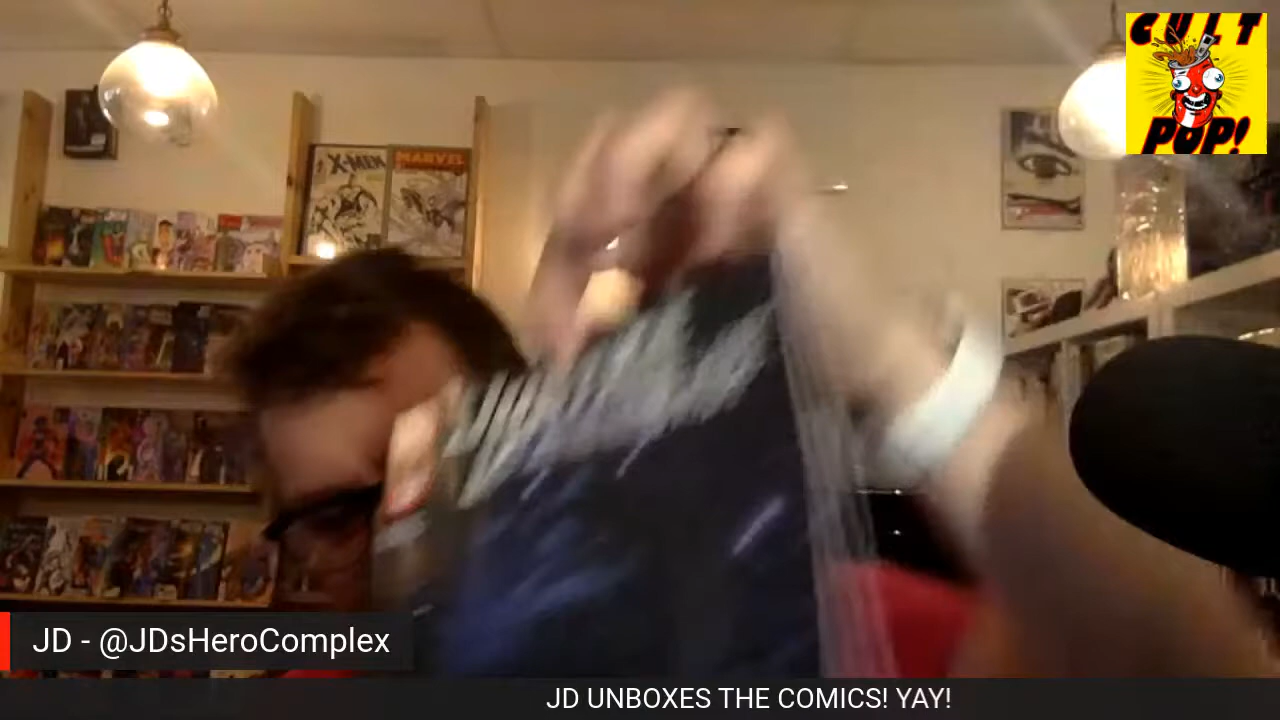 CULT
POP!
X-MEN
MARVEL
JD - @JDsHeroComplex
JD UNBOXES THE COMICS! YAY!